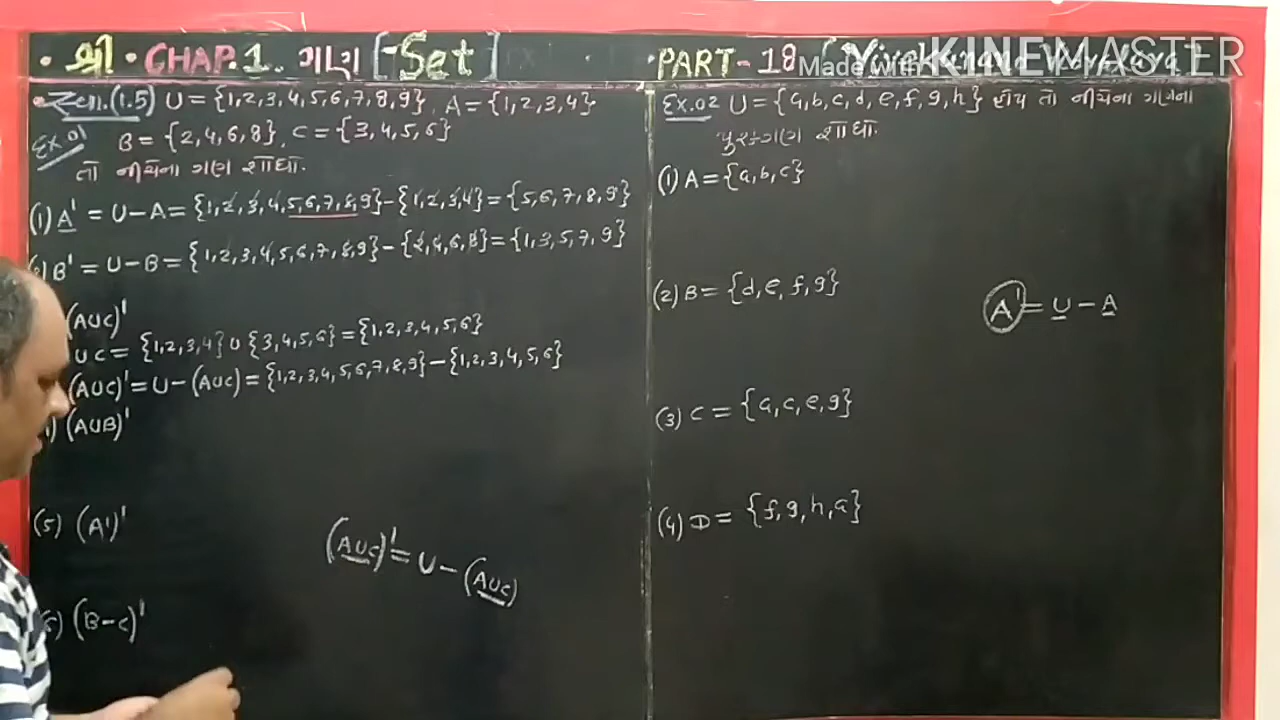 • શ્રી • CHAP.1. ગણ [Set]
PART-18 (Vivekanand Vidyalaya)
Made with KINEMASTER
(1.5) U = {1,2,3,4,5,6,7,8,9}. A = {1,2,3,4}
Ex.01 B = {2,4,6,8}, C = {3,4,5,6}
તો નીચેના ગણ શોધો.
(1) A' = U-A = {1,2,3,4,5,6,7,8,9}-{1,2,3,4} = {5,6,7,8,9}
) B' = U-B = {1,2,3,4,5,6,7,8,9}-{2,4,6,8} = {1,3,5,7,9}
(A∪C)'
∪ C = {1,2,3,4} ∪ {3,4,5,6} = {1,2,3,4,5,6}
(A∪C)' = U-(A∪C) = {1,2,3,4,5,6,7,8,9}-{1,2,3,4,5,6}
) (A∪B)'
(5) (A')'
(A∪C)' = U-(A∪C)
) (B-C)'
Ex.02 U = {a,b,c,d,e,f,g,h} હોય તો નીચેના ગણના
પુરકગણ શોધો.
(1) A = {a,b,c}
(2) B = {d,e,f,g}
A' = U - A
(3) C = {a,c,e,g}
(4) D = {f,g,h,a}